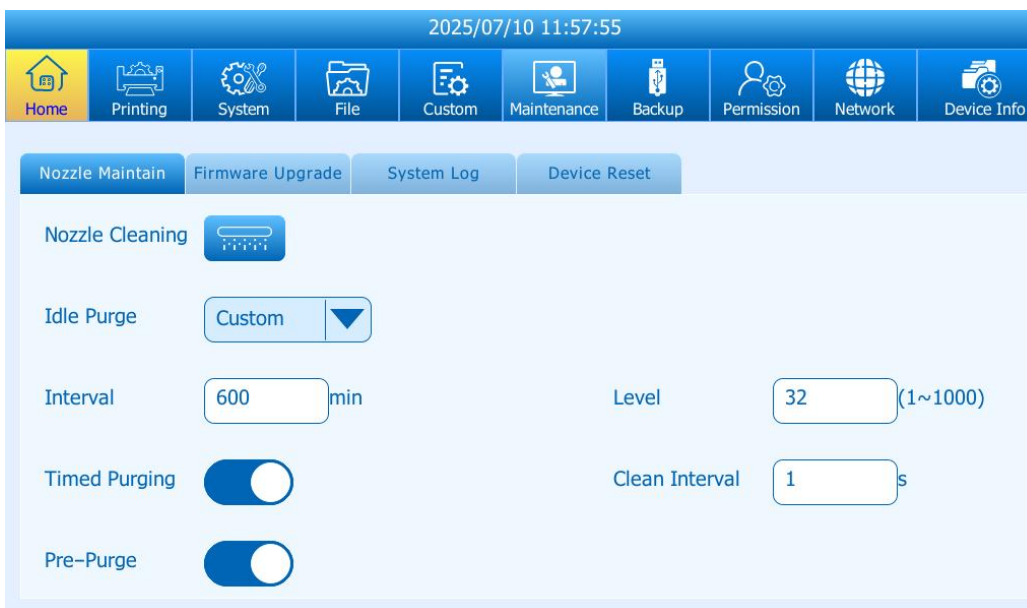 2025/07/10 11:57:55
Home Printing System File Custom Maintenance Backup Permission Network Device Info
Nozzle Maintain Firmware Upgrade System Log Device Reset
Nozzle Cleaning
Idle Purge Custom
Interval 600 min Level 32 (1~1000)
Timed Purging Clean Interval 1 s
Pre-Purge